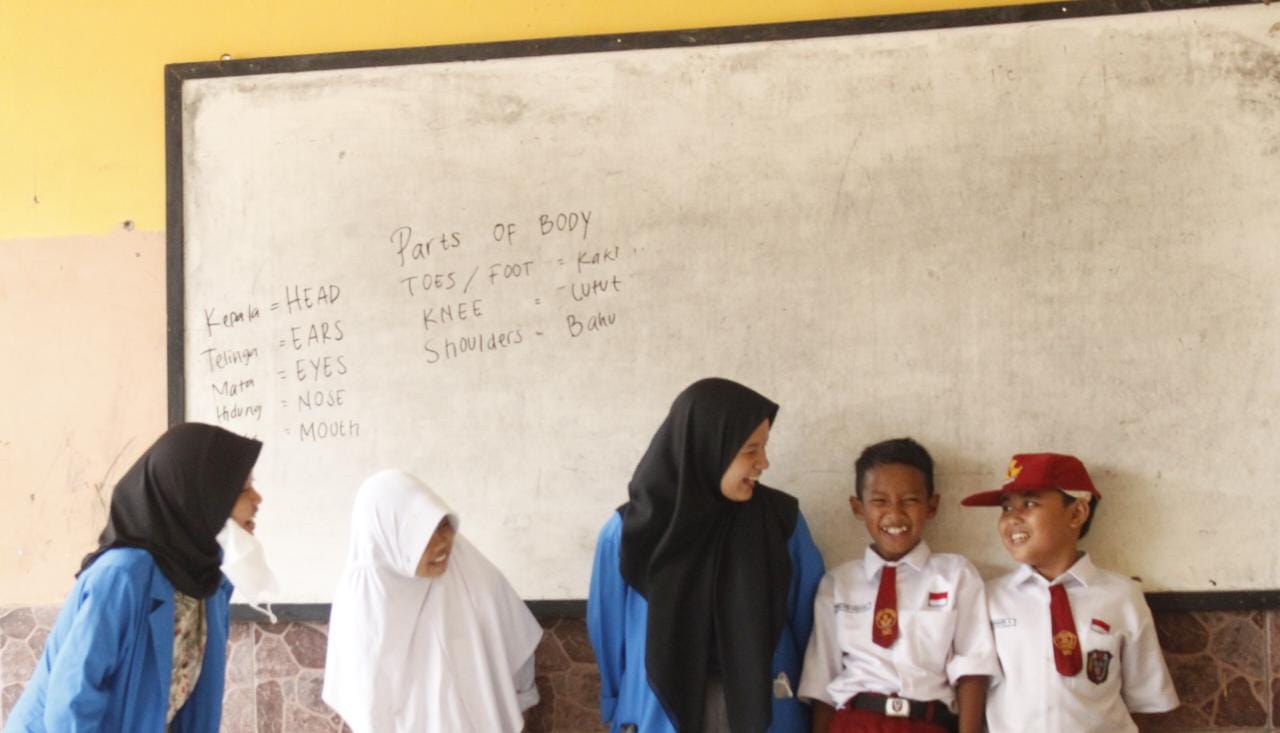 Parts OF BODY
TOES / FOOT = Kaki ..
KNEE = Lutut
Shoulders - Bahu
Kepala = HEAD
Telinga = EARS
Mata = EYES
Hidung = NOSE
= MOUth